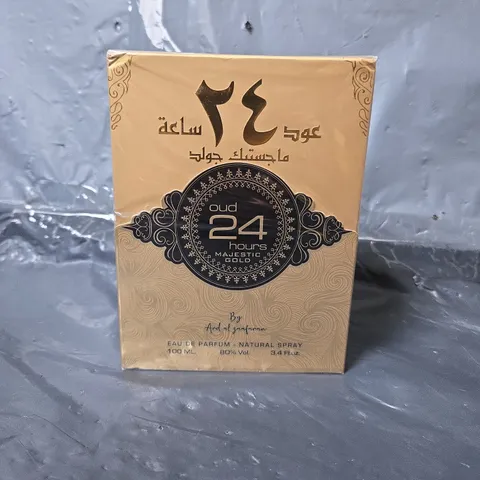 عود ٢٤ ساعة
ماجستيك جولد
oud
24
hours
MAJESTIC
GOLD
By
Ard al zaafaran
EAU DE PARFUM - NATURAL SPRAY
100 ML. 80% Vol. 3.4 Fl.oz.